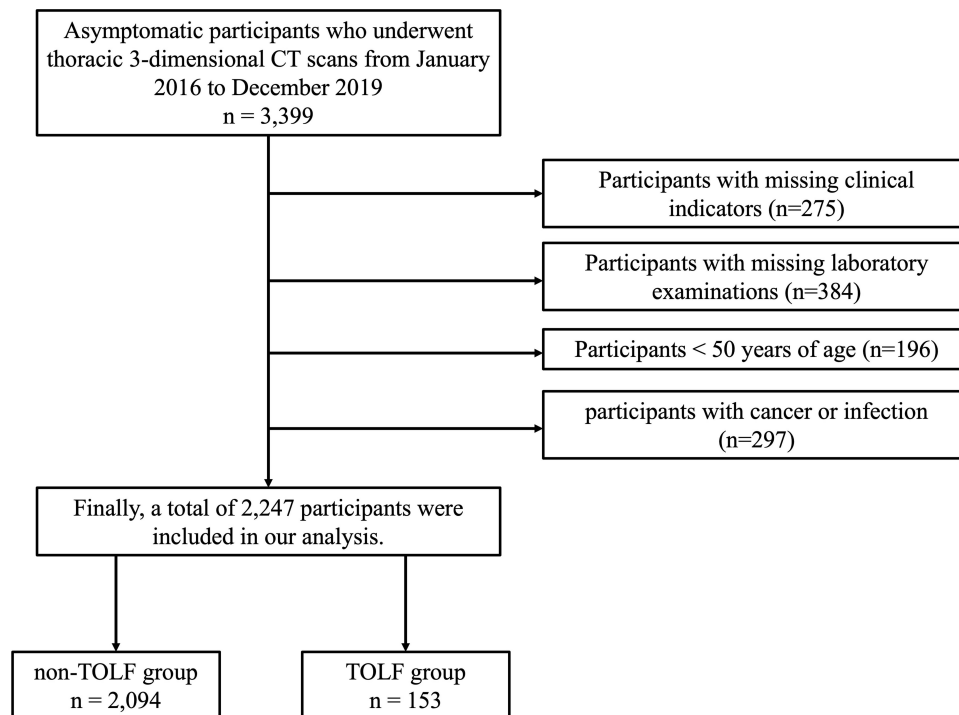 Asymptomatic participants who underwent
thoracic 3-dimensional CT scans from January
2016 to December 2019
n = 3,399
Participants with missing clinical
indicators (n=275)
Participants with missing laboratory
examinations (n=384)
Participants < 50 years of age (n=196)
participants with cancer or infection
(n=297)
Finally, a total of 2,247 participants were
included in our analysis.
non-TOLF group
n = 2,094
TOLF group
n = 153